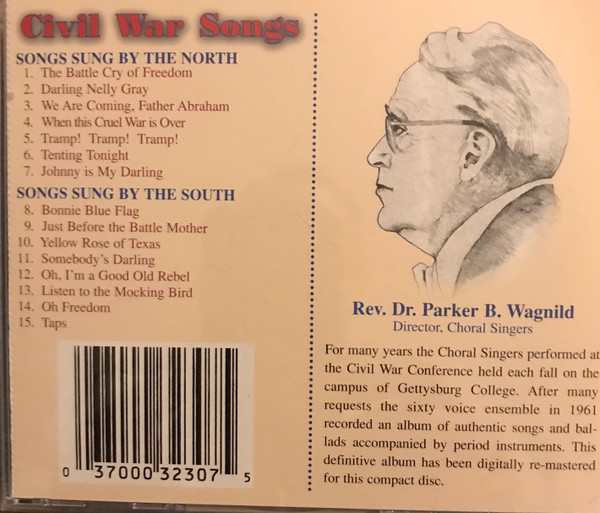 Civil War Songs
SONGS SUNG BY THE NORTH
1. The Battle Cry of Freedom
2. Darling Nelly Gray
3. We Are Coming, Father Abraham
4. When this Cruel War is Over
5. Tramp! Tramp! Tramp!
6. Tenting Tonight
7. Johnny is My Darling
SONGS SUNG BY THE SOUTH
8. Bonnie Blue Flag
9. Just Before the Battle Mother
10. Yellow Rose of Texas
11. Somebody's Darling
12. Oh, I'm a Good Old Rebel
13. Listen to the Mocking Bird
14. Oh Freedom
15. Taps
0 37000 32307 5
Rev. Dr. Parker B. Wagnild
Director, Choral Singers
For many years the Choral Singers performed at
the Civil War Conference held each fall on the
campus of Gettysburg College. After many
requests the sixty voice ensemble in 1961
recorded an album of authentic songs and bal-
lads accompanied by period instruments. This
definitive album has been digitally re-mastered
for this compact disc.